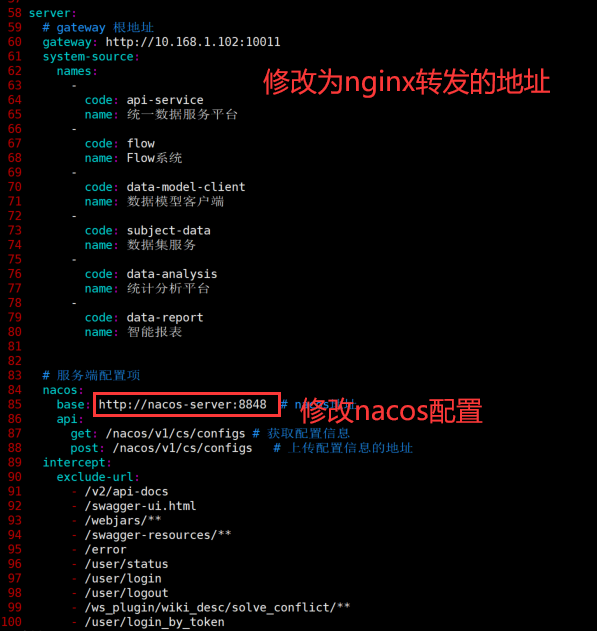 58 server:
59 # gateway 根地址
60 gateway: http://10.168.1.102:10011
61 system-source:
62 names:
63 -
64 code: api-service
65 name: 统一数据服务平台
66 -
67 code: flow
68 name: Flow系统
69 -
70 code: data-model-client
71 name: 数据模型客户端
72 -
73 code: subject-data
74 name: 数据集服务
75 -
76 code: data-analysis
77 name: 统计分析平台
78 -
79 code: data-report
80 name: 智能报表
81
82
83 # 服务端配置项
84 nacos:
85 base: http://nacos-server:8848 #
86 api:
87 get: /nacos/v1/cs/configs # 获取配置信息
88 post: /nacos/v1/cs/configs # 上传配置信息的地址
89 intercept:
90 exclude-url:
91 - /v2/api-docs
92 - /swagger-ui.html
93 - /webjars/**
94 - /swagger-resources/**
95 - /error
96 - /user/status
97 - /user/login
98 - /user/logout
99 - /ws_plugin/wiki_desc/solve_conflict/**
100 - /user/login_by_token
修改为nginx转发的地址
修改nacos配置